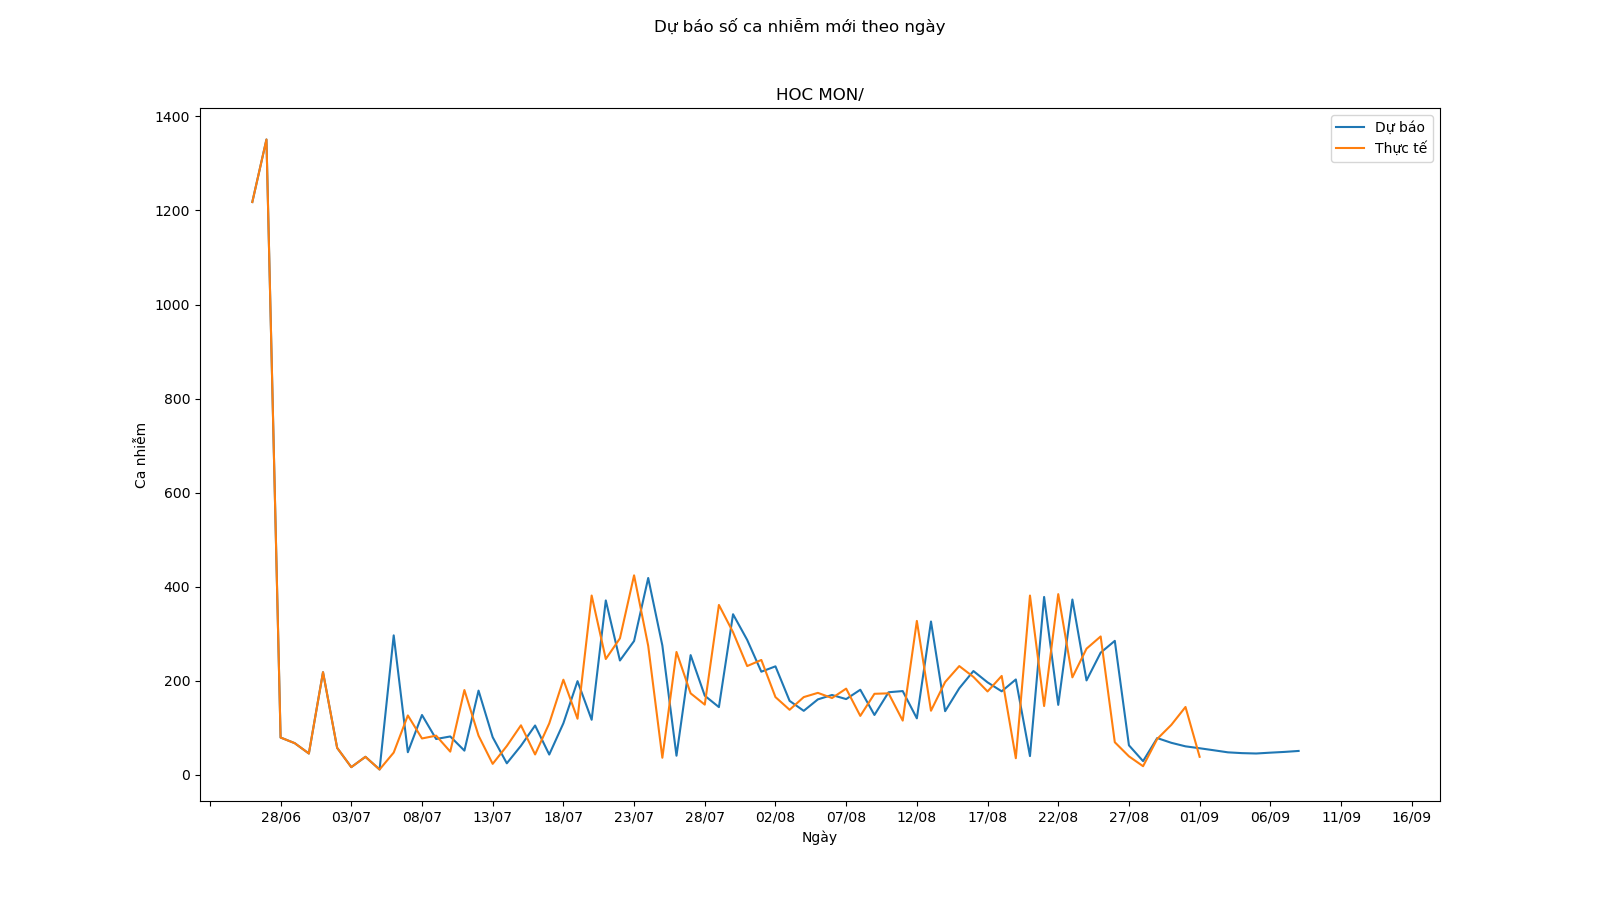 Dự báo số ca nhiễm mới theo ngày
HOC MON/
Dự báo
Thực tế
1400
1200
1000
800
600
400
200
0
Ca nhiễm
28/06 03/07 08/07 13/07 18/07 23/07 28/07 02/08 07/08 12/08 17/08 22/08 27/08 01/09 06/09 11/09 16/09
Ngày